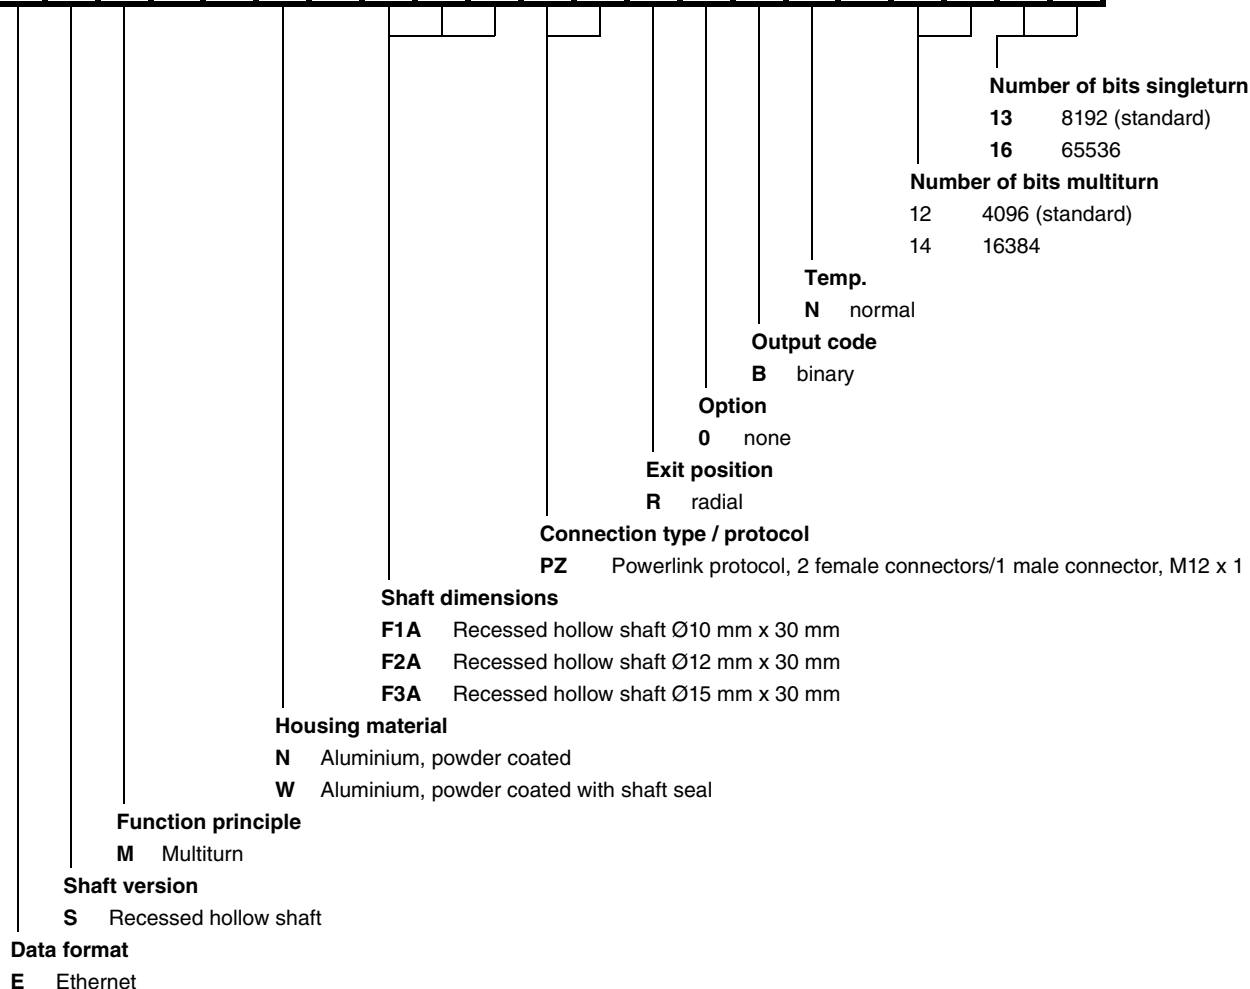 Number of bits singleturn
13 8192 (standard)
16 65536
Number of bits multiturn
12 4096 (standard)
14 16384
Temp.
N normal
Output code
B binary
Option
0 none
Exit position
R radial
Connection type / protocol
PZ Powerlink protocol, 2 female connectors/1 male connector, M12 x 1
Shaft dimensions
F1A Recessed hollow shaft Ø10 mm x 30 mm
F2A Recessed hollow shaft Ø12 mm x 30 mm
F3A Recessed hollow shaft Ø15 mm x 30 mm
Housing material
N Aluminium, powder coated
W Aluminium, powder coated with shaft seal
Function principle
M Multiturn
Shaft version
S Recessed hollow shaft
Data format
E Ethernet